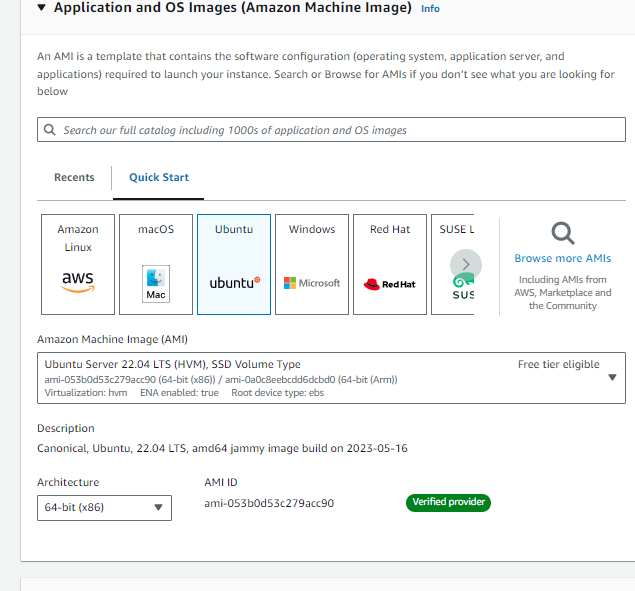 Application and OS Images (Amazon Machine Image) Info
An AMI is a template that contains the software configuration (operating system, application server, and
applications) required to launch your instance. Search or Browse for AMIs if you don't see what you are looking for
below
Search our full catalog including 1000s of application and OS images
Recents
Quick Start
Amazon
Linux
aws
macOS
Mac
Ubuntu
ubuntu
Windows
Microsoft
Red Hat
Red Hat
SUSE L
SUS
Browse more AMIs
Including AMIs from
AWS, Marketplace and
the Community
Amazon Machine Image (AMI)
Ubuntu Server 22.04 LTS (HVM), SSD Volume Type
Free tier eligible
ami-053b0d53c279acc90 (64-bit (x86)) / ami-0a0c8eebcdd6dcbd0 (64-bit (Arm))
Virtualization: hvm ENA enabled: true Root device type: ebs
Description
Canonical, Ubuntu, 22.04 LTS, amd64 jammy image build on 2023-05-16
Architecture
AMI ID
64-bit (x86)
ami-053b0d53c279acc90
Verified provider